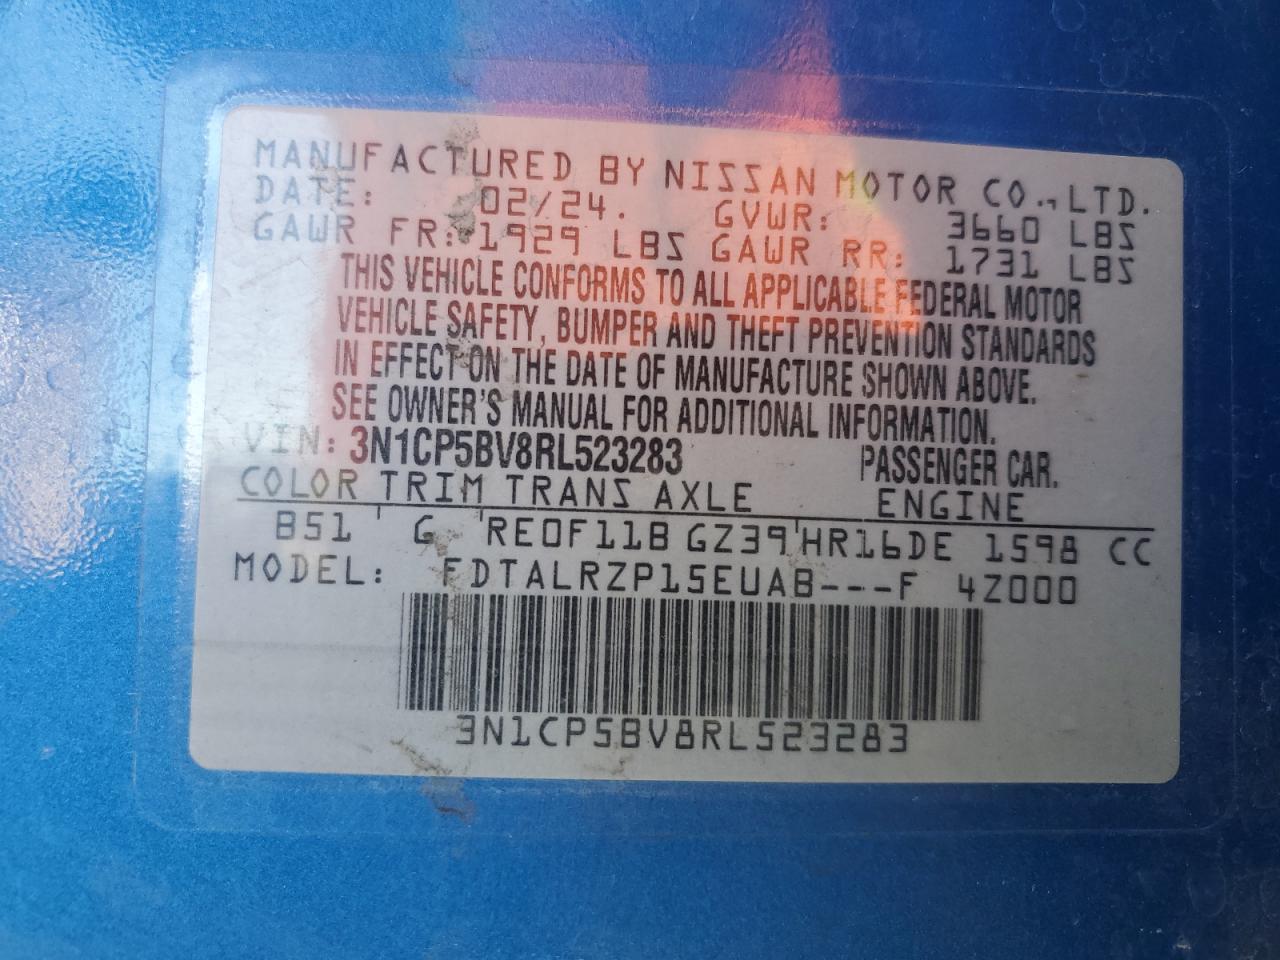 MANUFACTURED BY NISSAN MOTOR CO., LTD.
DATE: 02/24. GVWR: 3660 LBS
GAWR FR: 1929 LBS GAWR RR: 1731 LBS
THIS VEHICLE CONFORMS TO ALL APPLICABLE FEDERAL MOTOR
VEHICLE SAFETY, BUMPER AND THEFT PREVENTION STANDARDS
IN EFFECT ON THE DATE OF MANUFACTURE SHOWN ABOVE.
SEE OWNER'S MANUAL FOR ADDITIONAL INFORMATION.
VIN: 3N1CP5BV8RL523283 PASSENGER CAR.
COLOR TRIM TRANS AXLE ENGINE
B51 G RE0F11B GZ39 HR16DE 1598 CC
MODEL: FDTALRZP15EUAB---F 4Z000
3N1CP5BV8RL523283